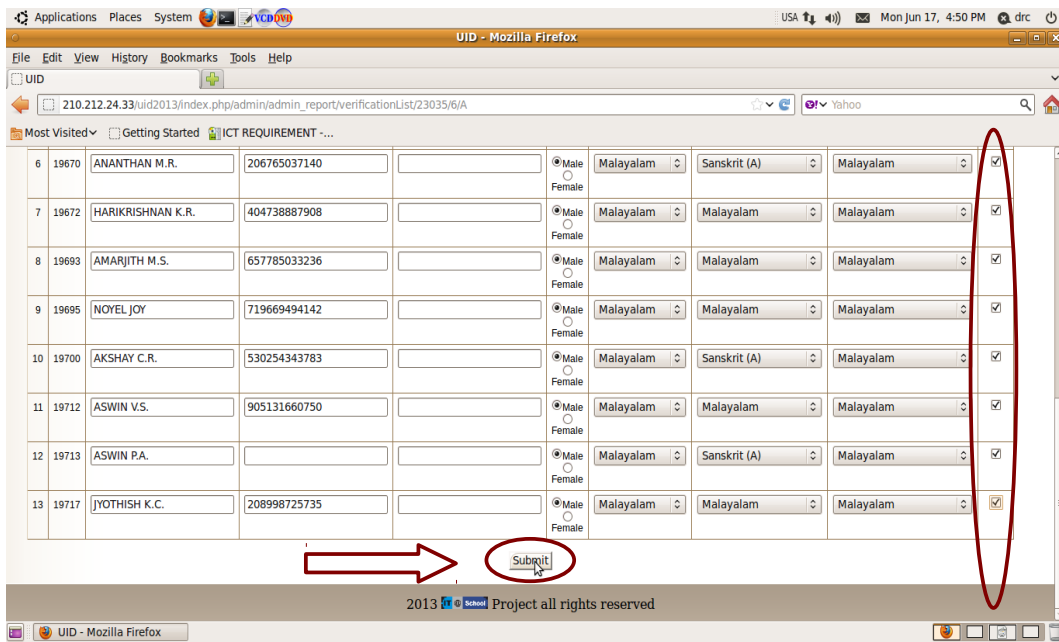 Applications Places System VCDDVD USA Mon Jun 17, 4:50 PM drc
UID - Mozilla Firefox
File Edit View History Bookmarks Tools Help
UID
210.212.24.33/uid2013/index.php/admin/admin_report/verificationList/23035/6/A Yahoo
Most Visited Getting Started ICT REQUIREMENT -...
6 19670 ANANTHAN M.R. 206765037140 Male Malayalam Sanskrit (A) Malayalam
Female
7 19672 HARIKRISHNAN K.R. 404738887908 Male Malayalam Malayalam Malayalam
Female
8 19693 AMARJITH M.S. 657785033236 Male Malayalam Malayalam Malayalam
Female
9 19695 NOYEL JOY 719669494142 Male Malayalam Malayalam Malayalam
Female
10 19700 AKSHAY C.R. 530254343783 Male Malayalam Sanskrit (A) Malayalam
Female
11 19712 ASWIN V.S. 905131660750 Male Malayalam Malayalam Malayalam
Female
12 19713 ASWIN P.A. Male Malayalam Sanskrit (A) Malayalam
Female
13 19717 JYOTHISH K.C. 208998725735 Male Malayalam Malayalam Malayalam
Female
Submit
2013 @ School Project all rights reserved
UID - Mozilla Firefox